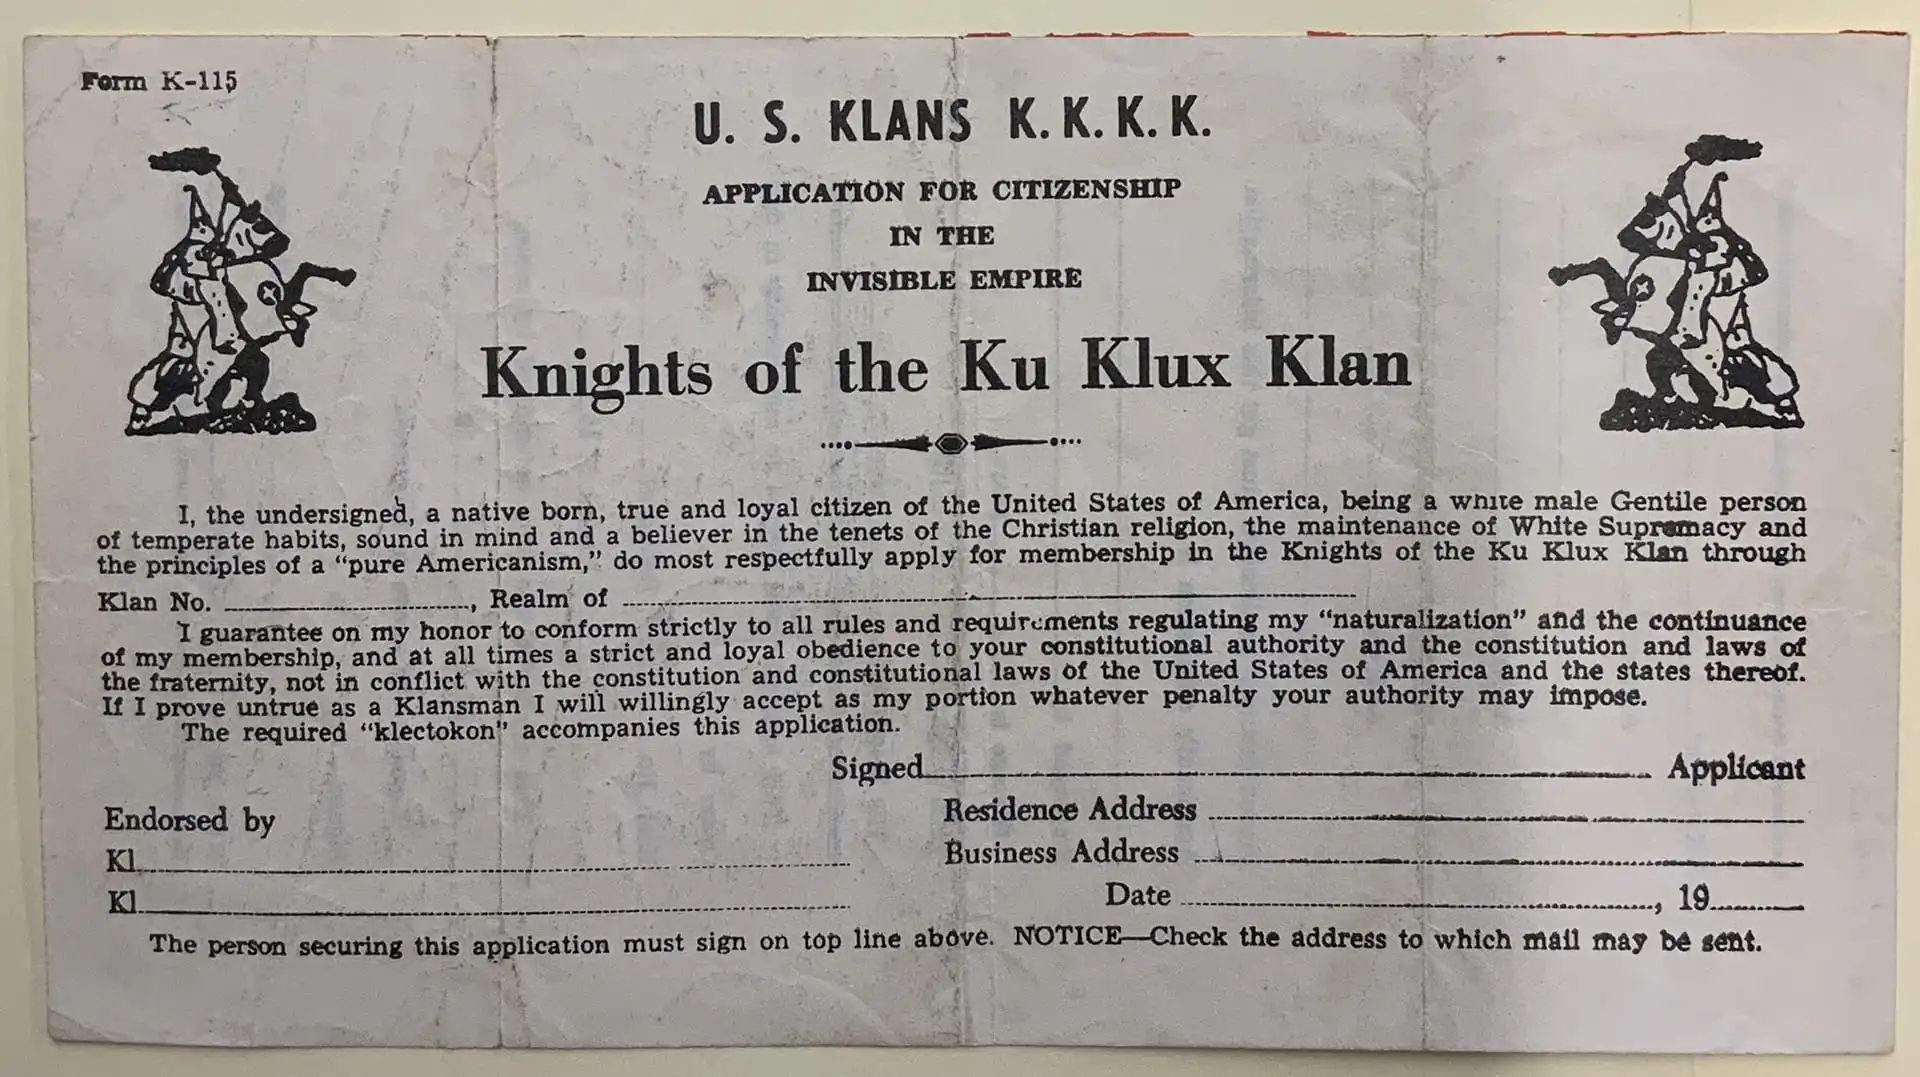 Form K-115
U. S. KLANS K. K. K. K.
APPLICATION FOR CITIZENSHIP
IN THE
INVISIBLE EMPIRE
Knights of the Ku Klux Klan
I, the undersigned, a native born, true and loyal citizen of the United States of America, being a white male Gentile person
of temperate habits, sound in mind and a believer in the tenets of the Christian religion, the maintenance of White Supremacy and
the principles of a "pure Americanism," do most respectfully apply for membership in the Knights of the Ku Klux Klan through
Klan No. ........................, Realm of ........................
I guarantee on my honor to conform strictly to all rules and requirements regulating my "naturalization" and the continuance
of my membership, and at all times a strict and loyal obedience to your constitutional authority and the constitution and laws of
the fraternity, not in conflict with the constitution and constitutional laws of the United States of America and the states thereof.
If I prove untrue as a Klansman I will willingly accept as my portion whatever penalty your authority may impose.
The required "klectokon" accompanies this application.
Signed........................ Applicant
Endorsed by
Residence Address ........................
Kl........................
Business Address ........................
Kl........................
Date ........................, 19............
The person securing this application must sign on top line above. NOTICE—Check the address to which mail may be sent.